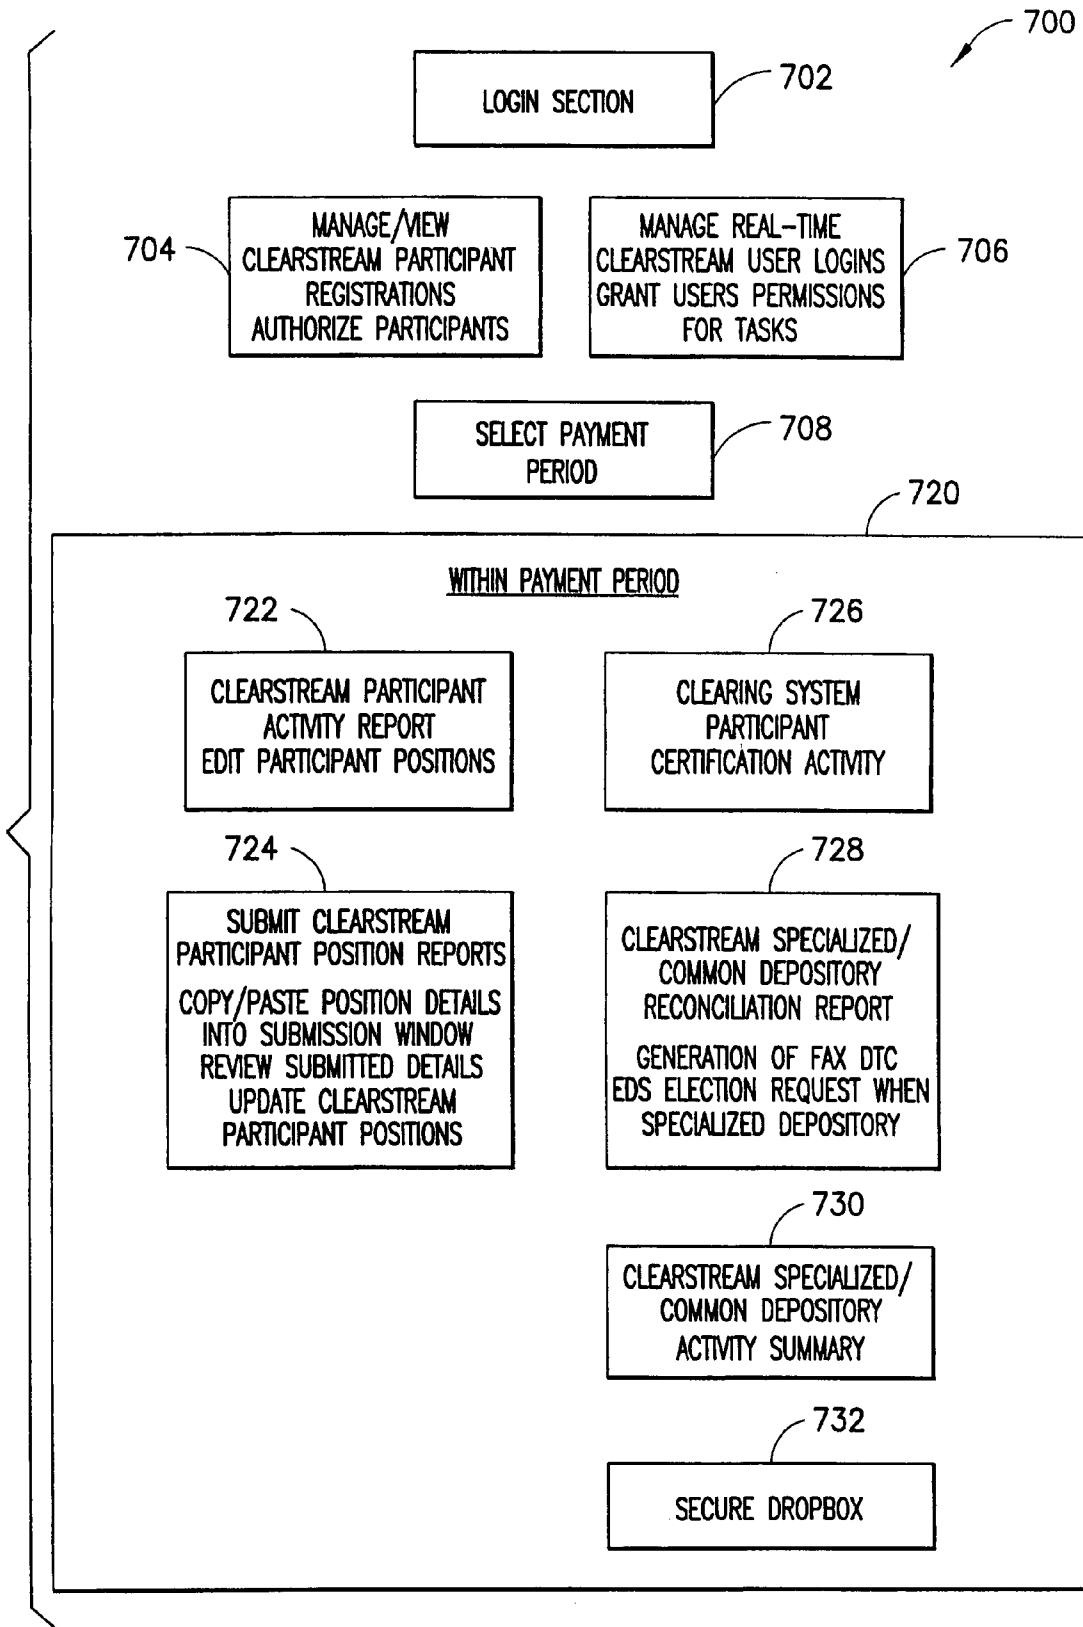 700
LOGIN SECTION
702
MANAGE/VIEW
CLEARSTREAM PARTICIPANT
REGISTRATIONS
AUTHORIZE PARTICIPANTS
704
MANAGE REAL-TIME
CLEARSTREAM USER LOGINS
GRANT USERS PERMISSIONS
FOR TASKS
706
SELECT PAYMENT
PERIOD
708
720
WITHIN PAYMENT PERIOD
722
CLEARSTREAM PARTICIPANT
ACTIVITY REPORT
EDIT PARTICIPANT POSITIONS
726
CLEARING SYSTEM
PARTICIPANT
CERTIFICATION ACTIVITY
724
SUBMIT CLEARSTREAM
PARTICIPANT POSITION REPORTS
COPY/PASTE POSITION DETAILS
INTO SUBMISSION WINDOW
REVIEW SUBMITTED DETAILS
UPDATE CLEARSTREAM
PARTICIPANT POSITIONS
728
CLEARSTREAM SPECIALIZED/
COMMON DEPOSITORY
RECONCILIATION REPORT
GENERATION OF FAX DTC
EDS ELECTION REQUEST WHEN
SPECIALIZED DEPOSITORY
730
CLEARSTREAM SPECIALIZED/
COMMON DEPOSITORY
ACTIVITY SUMMARY
732
SECURE DROPBOX